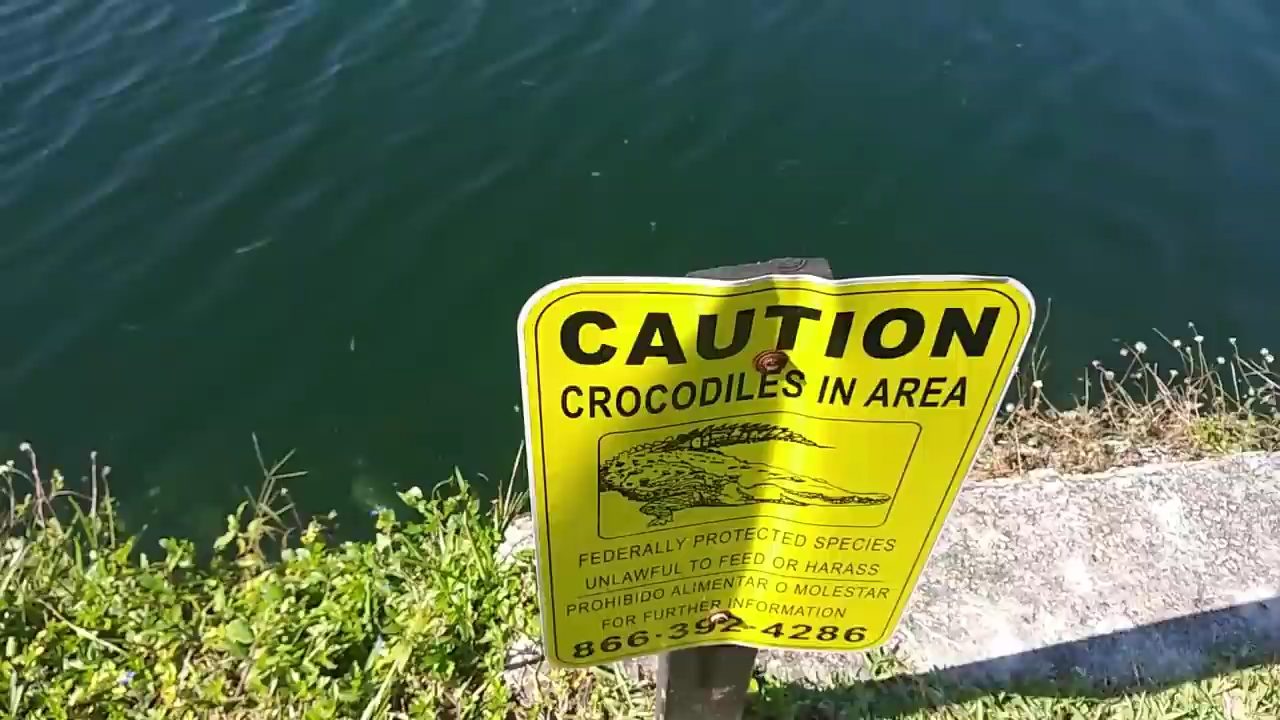 CAUTION
CROCODILES IN AREA
FEDERALLY PROTECTED SPECIES
UNLAWFUL TO FEED OR HARASS
PROHIBIDO ALIMENTAR O MOLESTAR
FOR FURTHER INFORMATION
866-392-4286